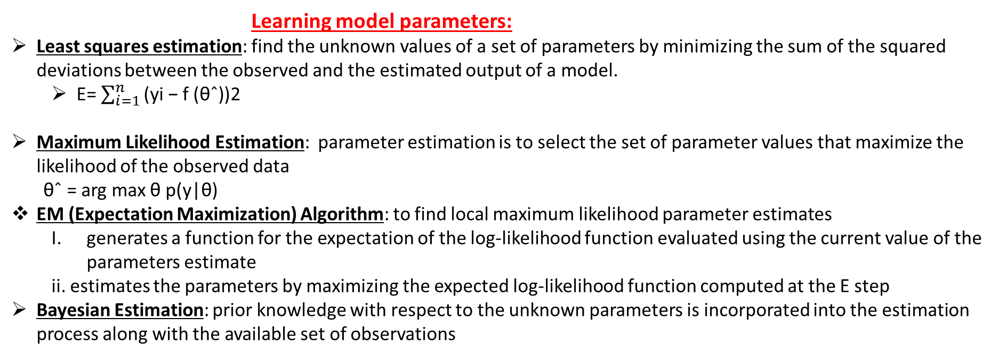 Learning model parameters:
➢ Least squares estimation: find the unknown values of a set of parameters by minimizing the sum of the squared
deviations between the observed and the estimated output of a model.
➢ E= ∑ⁿᵢ₌₁ (yi – f (θˆ))2
➢ Maximum Likelihood Estimation: parameter estimation is to select the set of parameter values that maximize the
likelihood of the observed data
θˆ = arg max θ p(y|θ)
❖ EM (Expectation Maximization) Algorithm: to find local maximum likelihood parameter estimates
I. generates a function for the expectation of the log-likelihood function evaluated using the current value of the
parameters estimate
ii. estimates the parameters by maximizing the expected log-likelihood function computed at the E step
➢ Bayesian Estimation: prior knowledge with respect to the unknown parameters is incorporated into the estimation
process along with the available set of observations